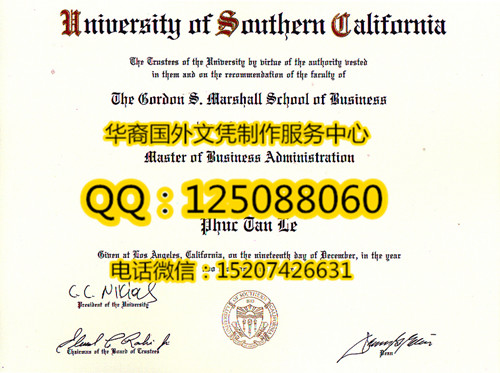 University of Southern California
The Trustees of the University by virtue of the authority vested
in them and on the recommendation of the faculty of
The Gordon S. Marshall School of Business
华裔国外文凭制作服务中心
Master of Business Administration
QQ：125088060
Phuc Tan Le
Given at Los Angeles, California, on the nineteenth day of December, in the year
电话微信：15207426631
C. C. Nikias
President of the University
Chairman of the Board of Trustees
Dean